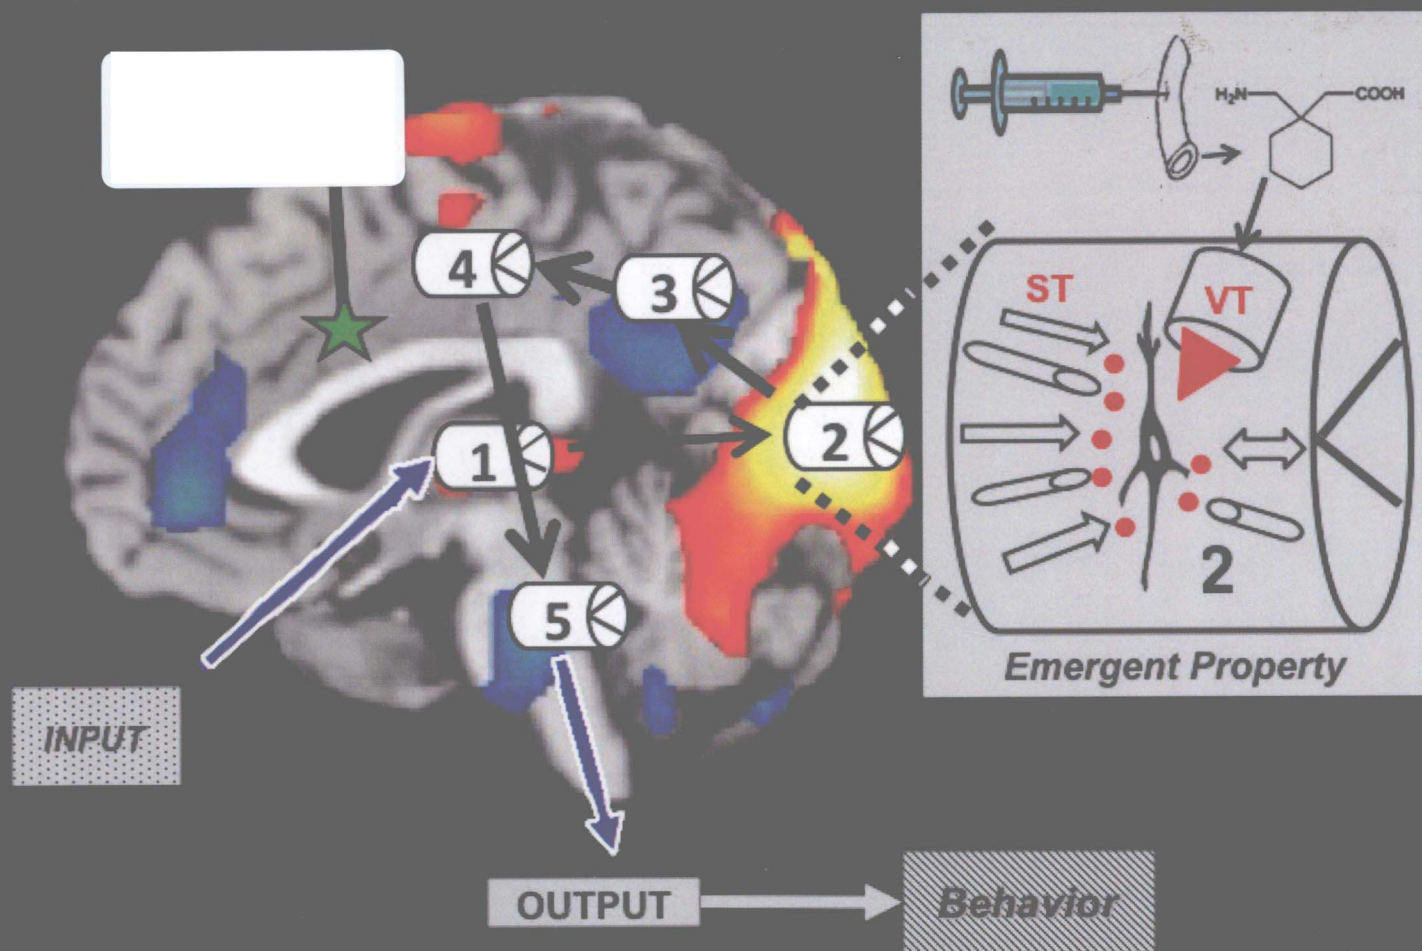 H₂N
COOH
ST
VT
4
3
1
2
2
5
Emergent Property
INPUT
OUTPUT
Behavior